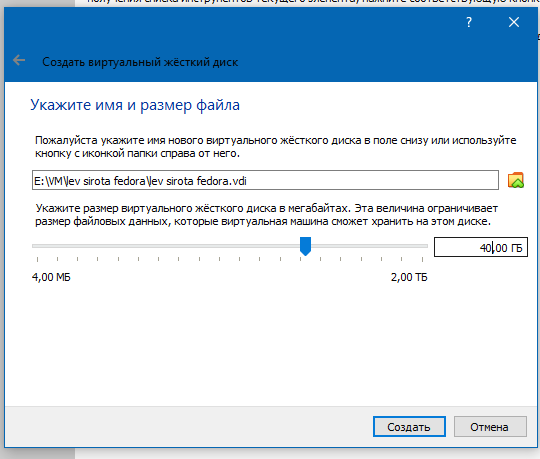 получения списка инструментов текущего элемента, нажмите соответствующую кнопк
?
Создать виртуальный жёсткий диск
Укажите имя и размер файла
Пожалуйста укажите имя нового виртуального жёсткого диска в поле снизу или используйте
кнопку с иконкой папки справа от него.
E:\VM\lev sirota fedora\lev sirota fedora.vdi
Укажите размер виртуального жёсткого диска в мегабайтах. Эта величина ограничивает
размер файловых данных, которые виртуальная машина сможет хранить на этом диске.
40,00 ГБ
4,00 МБ 2,00 ТБ
Создать Отмена